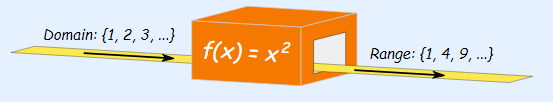 Domain: {1, 2, 3, ...}
f(x) = x²
Range: {1, 4, 9, ...}